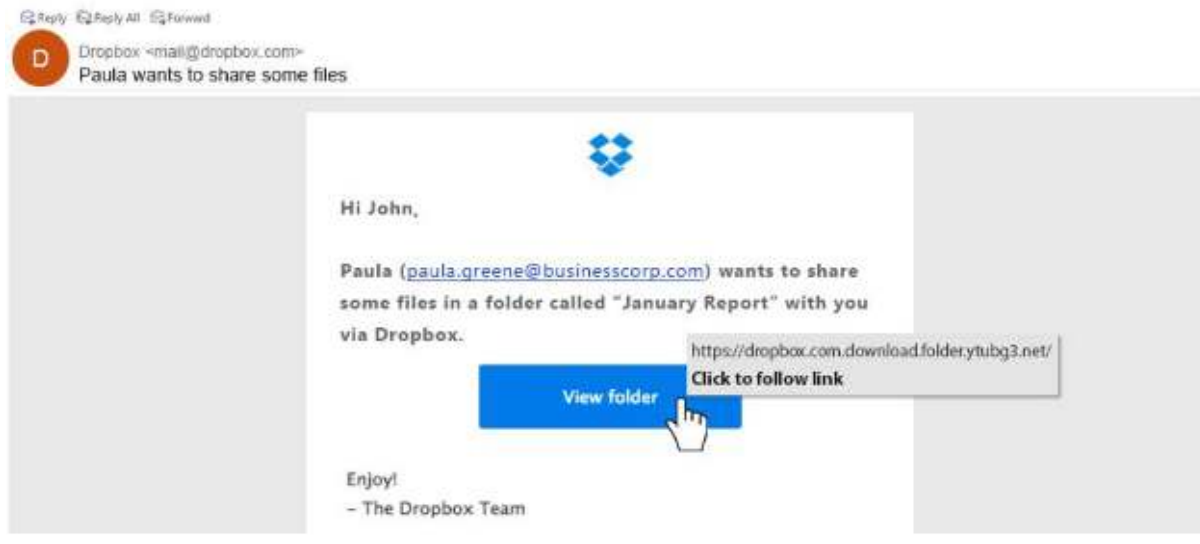 Reply Reply All Forward
D
Dropbox <mail@dropbox.com>
Paula wants to share some files
Hi John,
Paula (paula.greene@businesscorp.com) wants to share
some files in a folder called "January Report" with you
via Dropbox.
https://dropbox.com.download.folder.ytubg3.net/
Click to follow link
View folder
Enjoy!
– The Dropbox Team